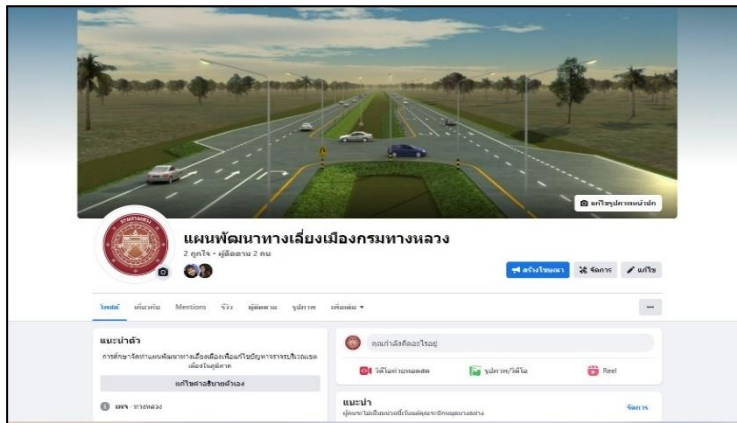 แก้ไขรูปภาพหน้าปก
กรมทางหลวง
แผนพัฒนาทางเลี่ยงเมืองกรมทางหลวง
2 ถูกใจ • ผู้ติดตาม 2 คน
สร้างโฆษณา
จัดการ
แก้ไข
โพสต์ เกี่ยวกับ Mentions รีวิว ผู้ติดตาม รูปภาพ เพิ่มเติม
แนะนำตัว
การศึกษาจัดทำแผนพัฒนาทางเลี่ยงเมืองเพื่อแก้ไขปัญหาจราจรบริเวณเขต
เมืองในภูมิภาค
แก้ไขคำอธิบายตัวเอง
เพจ · ทางหลวง
คุณกำลังคิดอะไรอยู่
วิดีโอถ่ายทอดสด
รูปภาพ/วิดีโอ
Reel
แนะนำ
จัดการ